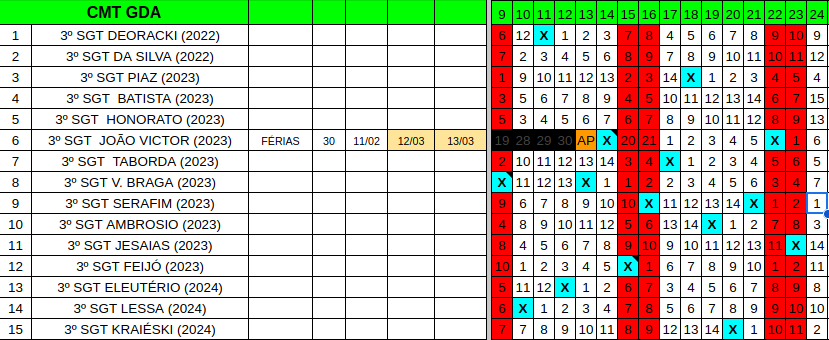 CMT GDA 9 10 11 12 13 14 15 16 17 18 19 20 21 22 23 24
1 3º SGT DEORACKI (2022) 6 12 X 1 2 3 7 8 4 5 6 7 8 9 10 9
2 3º SGT DA SILVA (2022) 7 2 3 4 5 6 8 9 7 8 9 10 11 10 11 12
3 3º SGT PIAZ (2023) 1 9 10 11 12 13 2 3 14 X 1 2 3 4 5 4
4 3º SGT BATISTA (2023) 3 5 6 7 8 9 4 5 10 11 12 13 14 6 7 15
5 3º SGT HONORATO (2023) 5 3 4 5 6 7 6 7 8 9 10 11 12 8 9 13
6 3º SGT JOÃO VICTOR (2023) FÉRIAS 30 11/02 12/03 13/03 19 28 29 30 AP X 20 21 1 2 3 4 5 X 1 6
7 3º SGT TABORDA (2023) 2 10 11 12 13 14 3 4 X 1 2 3 4 5 6 5
8 3º SGT V. BRAGA (2023) X 11 12 13 X 1 1 2 2 3 4 5 6 3 4 7
9 3º SGT SERAFIM (2023) 9 6 7 8 9 10 10 X 11 12 13 14 X 1 2 1
10 3º SGT AMBROSIO (2023) 4 8 9 10 11 12 5 6 13 14 X 1 2 7 8 3
11 3º SGT JESAIAS (2023) 8 4 5 6 7 8 9 10 9 10 11 12 13 11 X 14
12 3º SGT FEIJÓ (2023) 10 1 2 3 4 5 X 1 6 7 8 9 10 1 2 11
13 3º SGT ELEUTÉRIO (2024) 5 11 12 X 1 2 6 7 3 4 5 6 7 8 9 8
14 3º SGT LESSA (2024) 6 X 1 2 3 4 7 8 5 6 7 8 9 9 10 10
15 3º SGT KRAIÉSKI (2024) 7 7 8 9 10 11 8 9 12 13 14 X 1 10 11 2